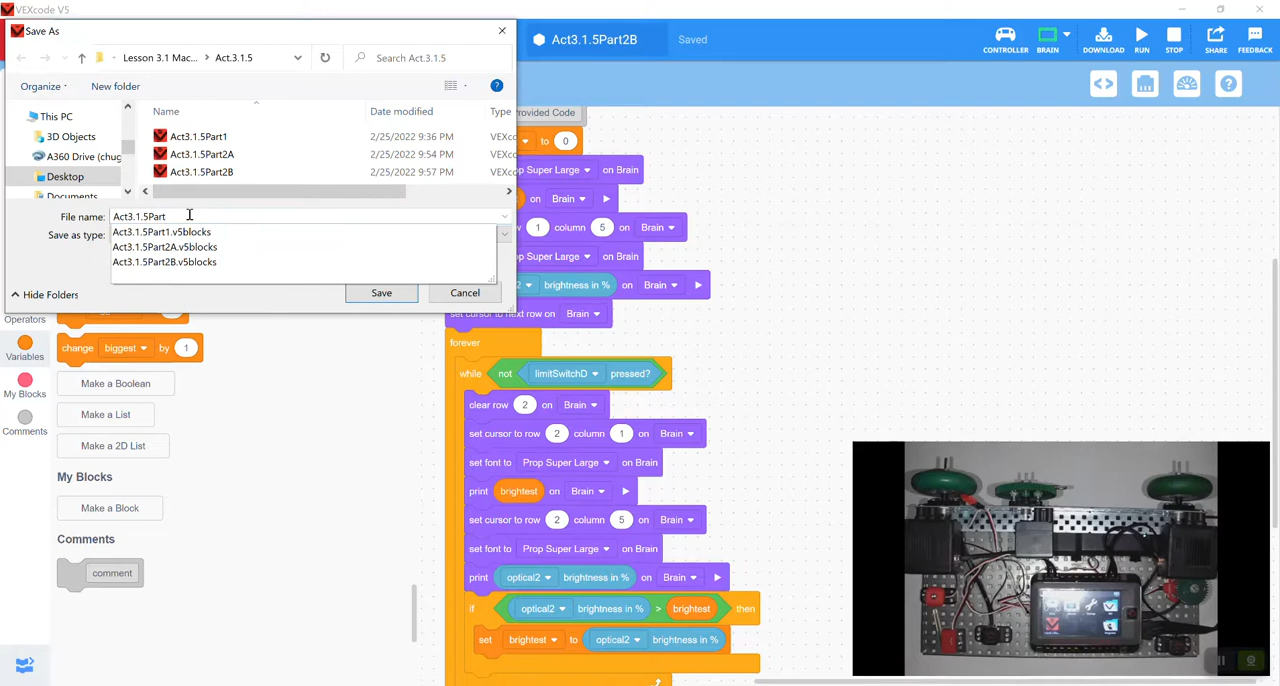 VEXcode V5
Save As
Lesson 3.1 Mac... > Act.3.1.5
Search Act.3.1.5
Organize
New folder
Name
Date modified
Type
This PC
3D Objects
A360 Drive (chug
Desktop
Documents
Act3.1.5Part1 2/25/2022 9:36 PM VEXco
Act3.1.5Part2A 2/25/2022 9:54 PM VEXco
Act3.1.5Part2B 2/25/2022 9:57 PM VEXco
File name: Act3.1.5Part
Save as type:
Act3.1.5Part1.v5blocks
Act3.1.5Part2A.v5blocks
Act3.1.5Part2B.v5blocks
Hide Folders
Save
Cancel
Act3.1.5Part2B
Saved
CONTROLLER
BRAIN
DOWNLOAD
RUN
STOP
SHARE
FEEDBACK
Operators
Variables
My Blocks
Comments
change biggest by 1
Make a Boolean
Make a List
Make a 2D List
My Blocks
Make a Block
Comments
comment
Provided Code
to 0
Prop Super Large on Brain
on Brain
1 column 5 on Brain
Super Large on Brain
brightness in % on Brain
set cursor to next row on Brain
forever
while not limitSwitchD pressed?
clear row 2 on Brain
set cursor to row 2 column 1 on Brain
set font to Prop Super Large on Brain
print brightest on Brain
set cursor to row 2 column 5 on Brain
set font to Prop Super Large on Brain
print optical2 brightness in % on Brain
if optical2 brightness in % > brightest then
set brightest to optical2 brightness in %